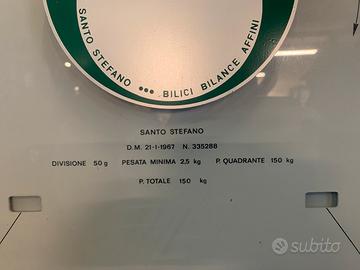 SANTO STEFANO ••• BILICI BILANCE AFFINI
SANTO STEFANO
D.M. 21-1-1967 N. 335288
DIVISIONE 50 g PESATA MINIMA 2,5 kg P. QUADRANTE 150 kg
P. TOTALE 150 kg
subito